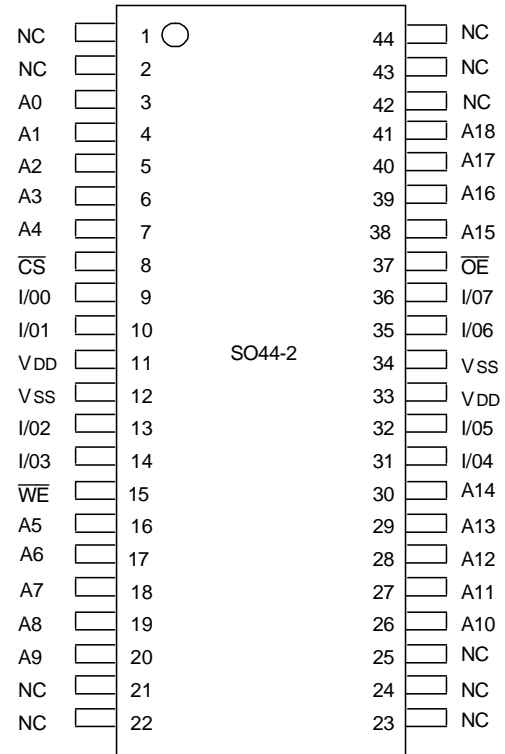 NC 1 44 NC
NC 2 43 NC
A0 3 42 NC
A1 4 41 A18
A2 5 40 A17
A3 6 39 A16
A4 7 38 A15
C̅S̅ 8 37 O̅E̅
I/00 9 36 I/07
I/01 10 35 I/06
VDD 11 SO44-2 34 VSS
VSS 12 33 VDD
I/02 13 32 I/05
I/03 14 31 I/04
W̅E̅ 15 30 A14
A5 16 29 A13
A6 17 28 A12
A7 18 27 A11
A8 19 26 A10
A9 20 25 NC
NC 21 24 NC
NC 22 23 NC